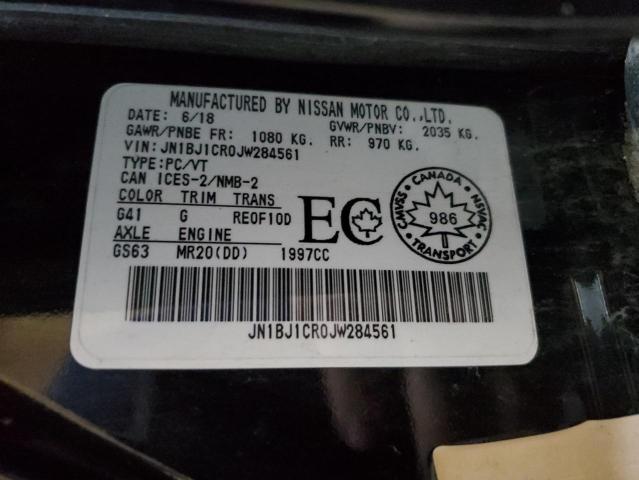 MANUFACTURED BY NISSAN MOTOR CO.,LTD.
DATE: 6/18 GVWR/PNBV: 2035 KG.
GAWR/PNBE FR: 1080 KG. RR: 970 KG.
VIN:JN1BJ1CR0JW284561
TYPE:PC/VT
CAN ICES-2/NMB-2
COLOR TRIM TRANS
G41 G RE0F10D
AXLE ENGINE
GS63 MR20(DD) 1997CC
EC
CANADA
CMVSS
NSVAC
986
TRANSPORT
JN1BJ1CR0JW284561